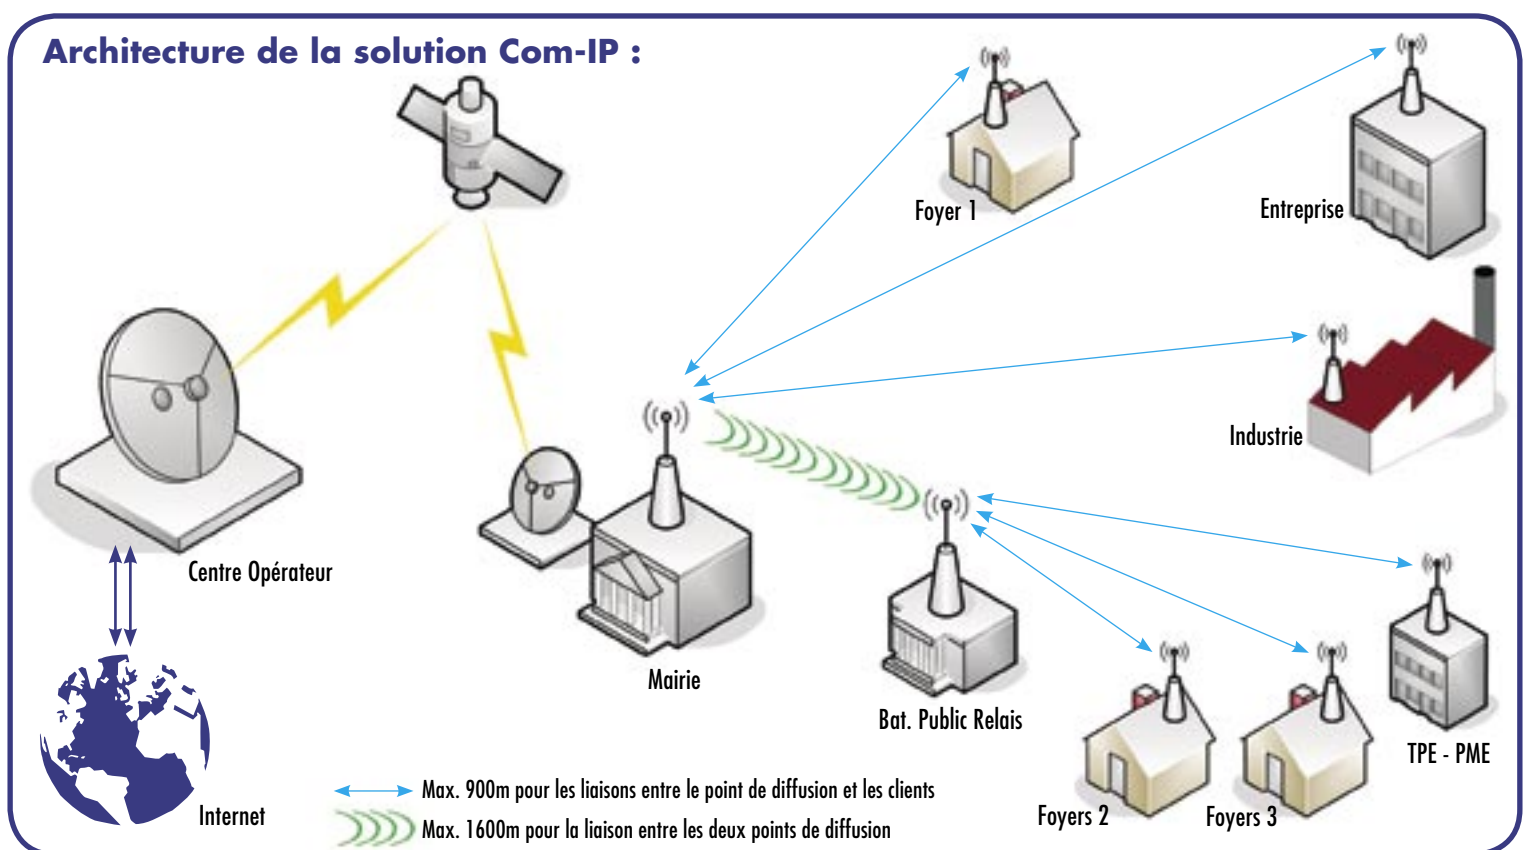 Architecture de la solution Com-IP :
Foyer 1
Entreprise
Industrie
Centre Opérateur
Mairie
Bat. Public Relais
TPE - PME
Foyers 2
Foyers 3
Internet
Max. 900m pour les liaisons entre le point de diffusion et les clients
Max. 1600m pour la liaison entre les deux points de diffusion